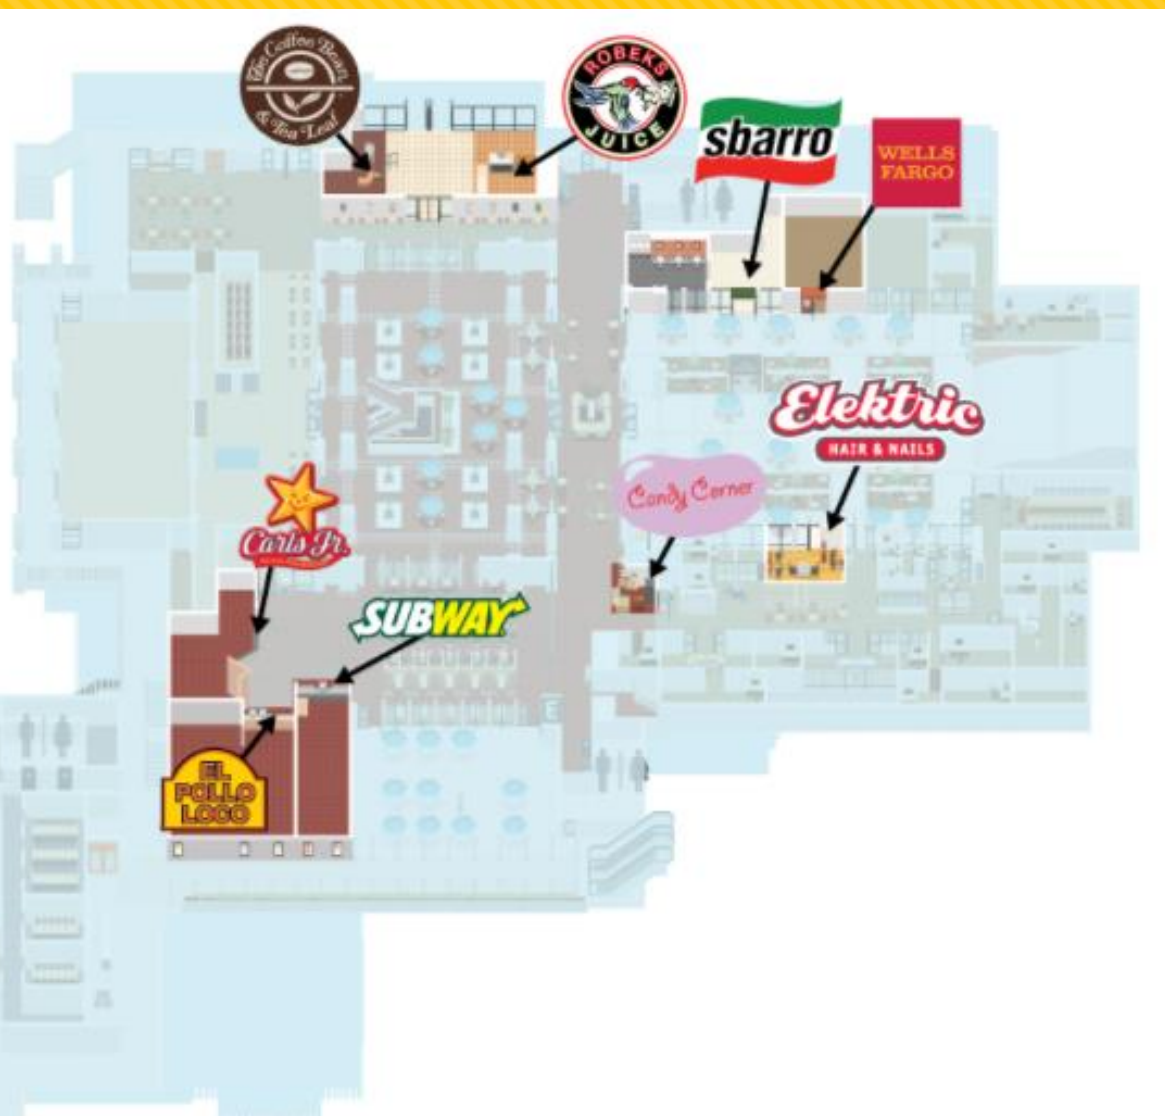 The Coffee Bean
& Tea Leaf
ROBEKS
JUICE
sbarro
WELLS
FARGO
Elektric
HAIR & NAILS
Candy Corner
Carls Jr.
SUBWAY
EL
POLLO
LOCO
E